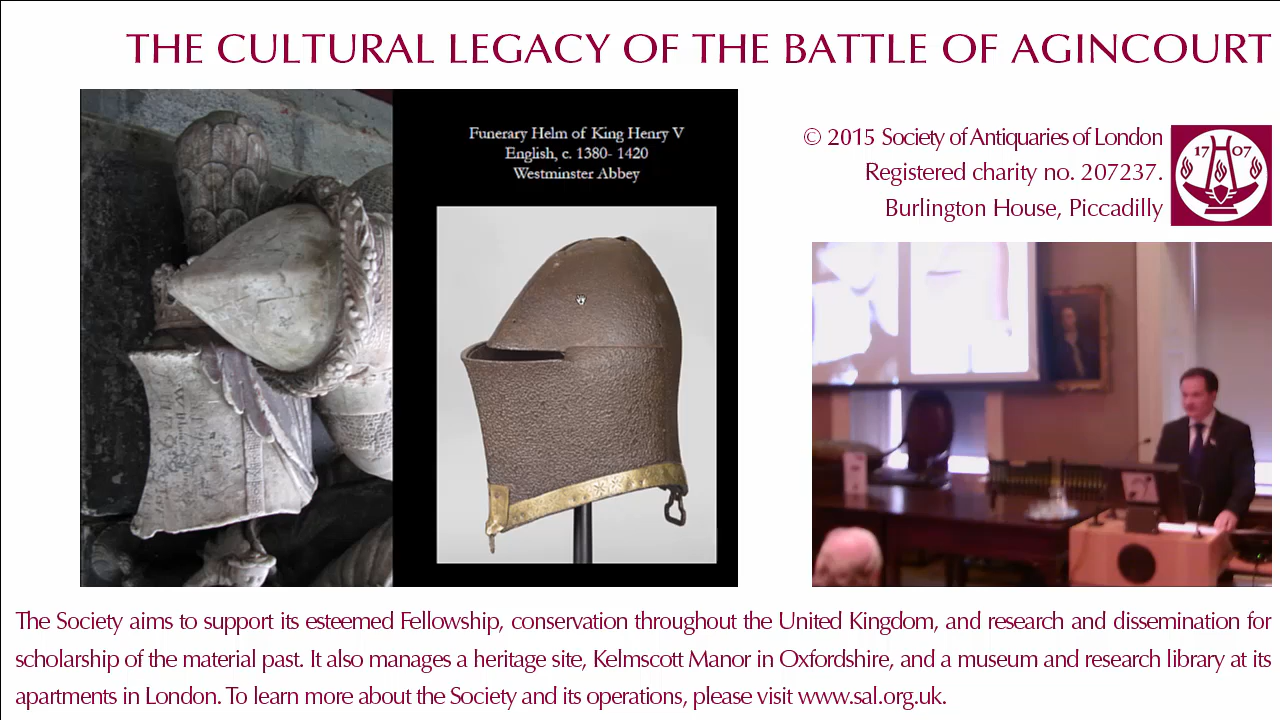 THE CULTURAL LEGACY OF THE BATTLE OF AGINCOURT
Funerary Helm of King Henry V
English, c. 1380- 1420
Westminster Abbey
© 2015 Society of Antiquaries of London
Registered charity no. 207237.
Burlington House, Piccadilly
17 07
The Society aims to support its esteemed Fellowship, conservation throughout the United Kingdom, and research and dissemination for
scholarship of the material past. It also manages a heritage site, Kelmscott Manor in Oxfordshire, and a museum and research library at its
apartments in London. To learn more about the Society and its operations, please visit www.sal.org.uk.